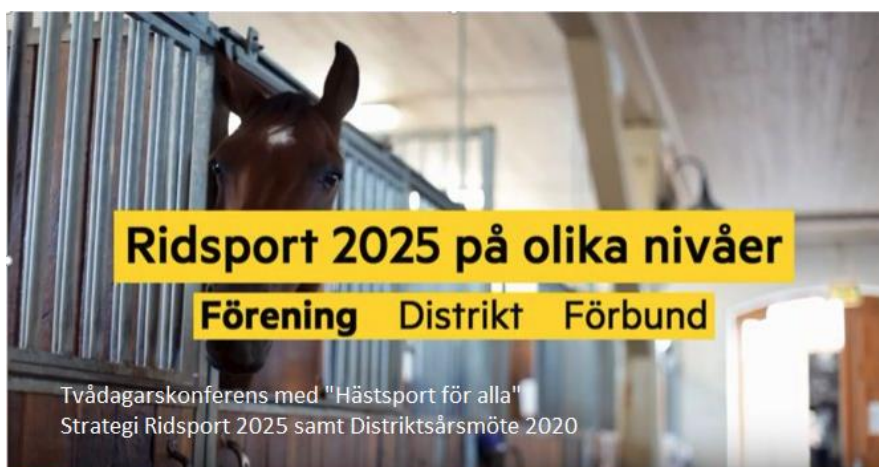 Ridsport 2025 på olika nivåer
Förening Distrikt Förbund
Tvådagarskonferens med "Hästsport för alla"
Strategi Ridsport 2025 samt Distriktsårsmöte 2020